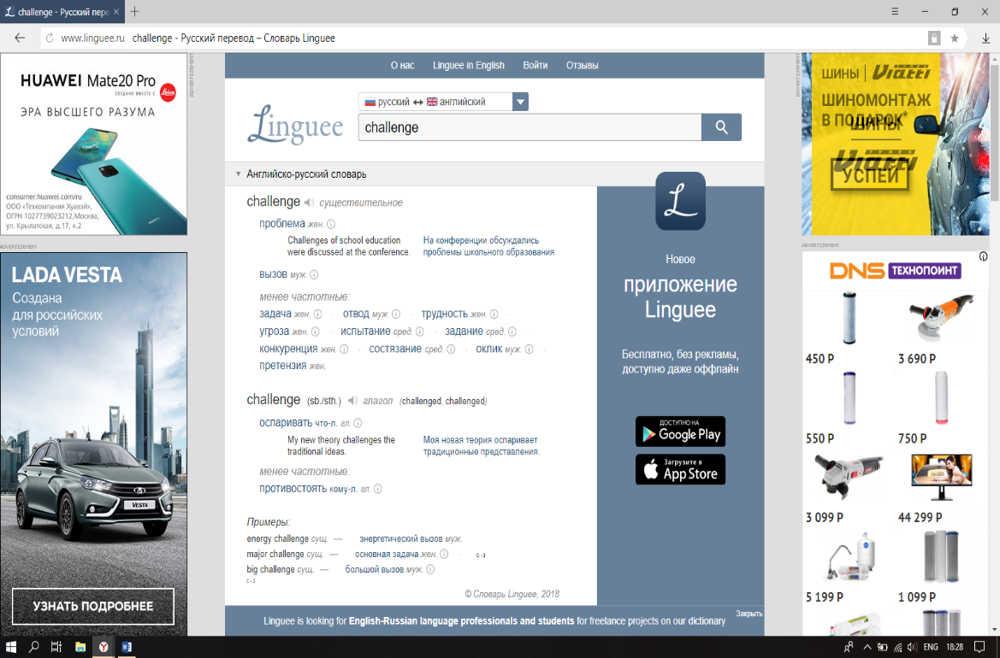 challenge - Русский пере
www.linguee.ru challenge - Русский перевод – Словарь Linguee
HUAWEI Mate20 Pro
СОЗДАНО ВМЕСТЕ С
Leica
ЭРА ВЫСШЕГО РАЗУМА
consumer.huawei.com/ru
ООО «Техкомпания Хуавэй»,
ОГРН 1027739023212,Москва,
ул. Крылатская, д.17, к.2
ADVERTISEMENT
ADVERTISEMENT
LADA VESTA
Создана
для российских
условий
VESTA
УЗНАТЬ ПОДРОБНЕЕ
О нас Linguee in English Войти Отзывы
Linguee
русский ↔ английский
challenge
Англйиско-русский словарь
challenge существительное
проблема жен.
Challenges of school education
were discussed at the conference.
На конференции обсуждались
проблемы школьного образования.
вызов муж.
менее частотные:
задача жен. · отвод муж. · трудность жен. ·
угроза жен. · испытание сред. · задание сред. ·
конкуренция жен. · состязание сред. · оклик муж. ·
претензия жен.
challenge (sb./sth.) глагол (challenged, challenged)
оспаривать что-л. гл.
My new theory challenges the
traditional ideas.
Моя новая теория оспаривает
традиционные представления.
менее частотные:
противостоять кому-л. гл.
Примеры:
energy challenge сущ. — энергетический вызов муж.
major challenge сущ. — основная задача жен. ·
big challenge сущ. — большой вызов муж.
© Словарь Linguee, 2018
L
Новое
приложение
Linguee
Бесплатно, без рекламы,
доступно даже оффлайн
ДОСТУПНО НА
Google Play
Загрузите в
App Store
Закрыть
Linguee is looking for English-Russian language professionals and students for freelance projects on our dictionary
ADVERTISEMENT
ШИНЫ Viatti
ШИНОМОНТАЖ
В ПОДАРОК*
ШИНЫ
TYRES
Viatti
УСПЕЙ
ADVERTISEMENT
DNS ТЕХНОПОИНТ
450 Р 3 690 Р
550 Р 750 Р
3 099 Р 44 299 Р
5 199 Р 1 099 Р
ENG 18:28